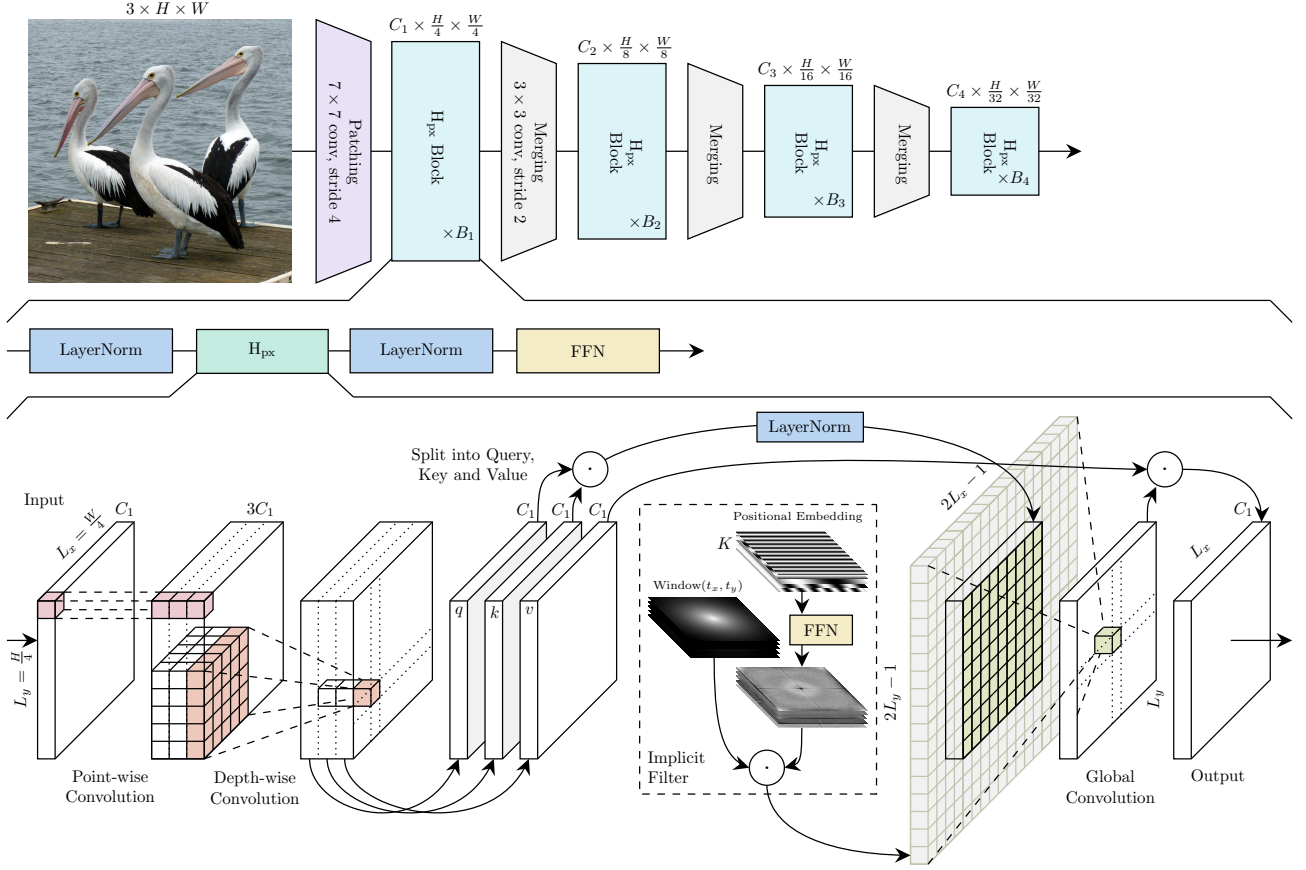 3 × H × W
C₁ × H/4 × W/4
C₂ × H/8 × W/8
C₃ × H/16 × W/16
C₄ × H/32 × W/32
Patching
7 × 7 conv, stride 4
Hₚₓ Block
×B₁
Merging
3 × 3 conv, stride 2
Hₚₓ
Block
×B₂
Merging
Hₚₓ
Block
×B₃
Merging
Hₚₓ
Block
×B₄
LayerNorm
Hₚₓ
LayerNorm
FFN
LayerNorm
Split into Query,
Key and Value
Input
C₁
Lₓ = W/4
L_y = H/4
3C₁
C₁
C₁
C₁
q
k
v
Point-wise
Convolution
Depth-wise
Convolution
Positional Embedding
K
Window(tₓ, t_y)
FFN
Implicit
Filter
2Lₓ − 1
2L_y − 1
Global
Convolution
L_y
Lₓ
C₁
Output